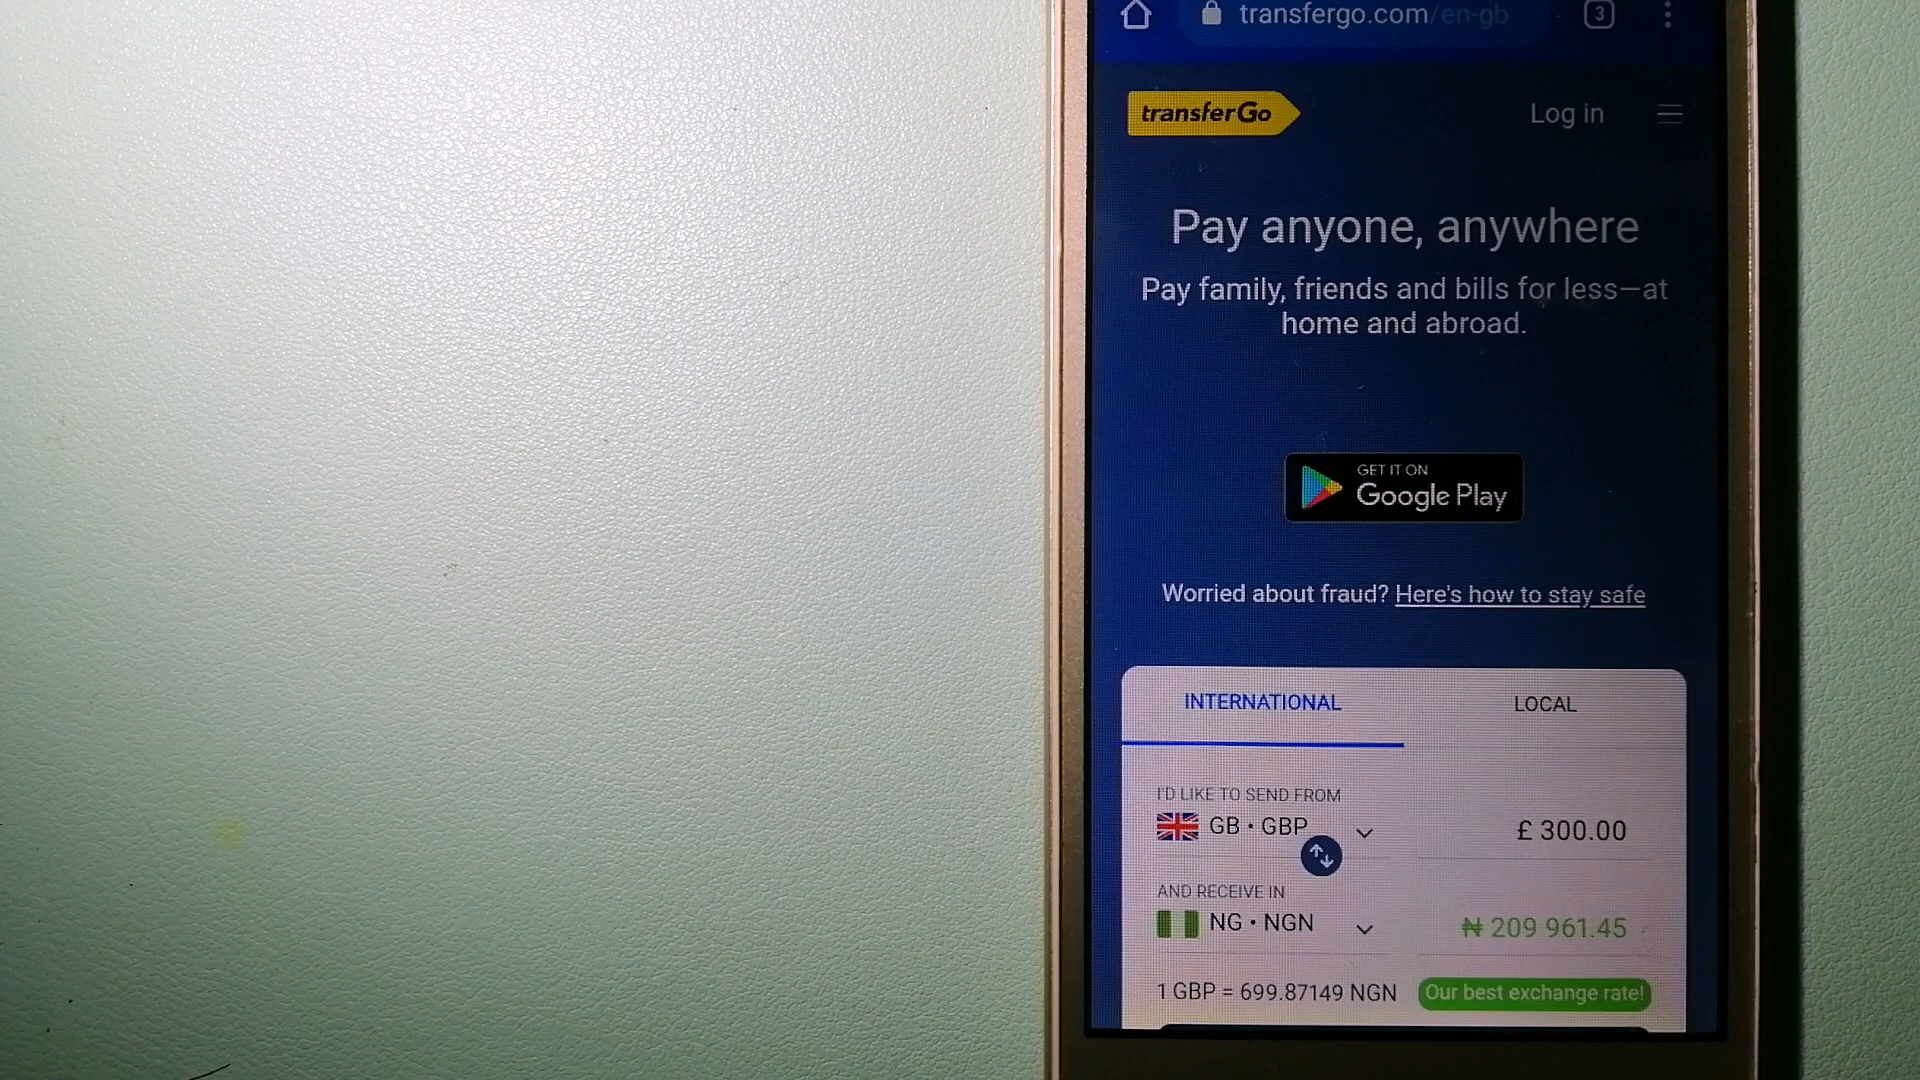 transfergo.com/en-gb
3
transferGo
Log in
Pay anyone, anywhere
Pay family, friends and bills for less—at
home and abroad.
GET IT ON
Google Play
Worried about fraud? Here's how to stay safe
INTERNATIONAL
LOCAL
I'D LIKE TO SEND FROM
GB • GBP
£ 300.00
AND RECEIVE IN
NG • NGN
₦ 209 961.45
1 GBP = 699.87149 NGN
Our best exchange rate!